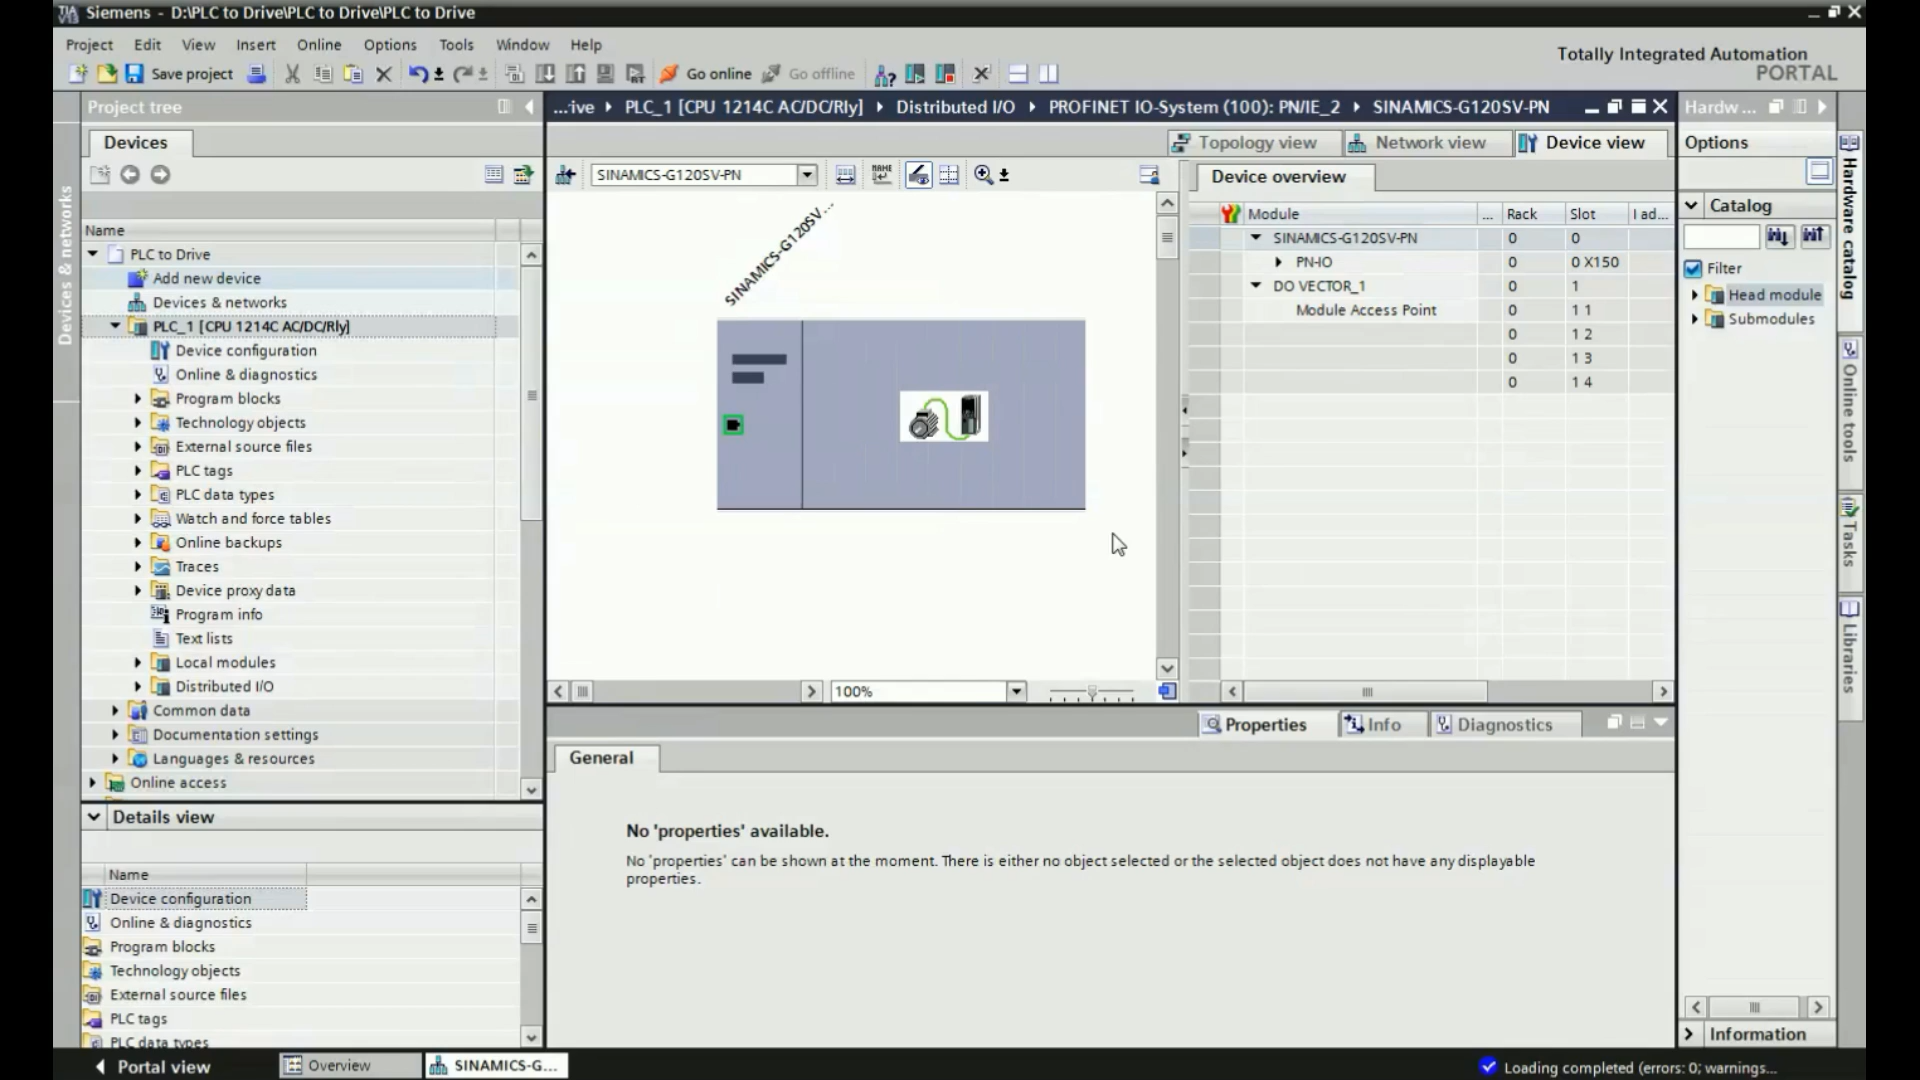 Siemens - D:\PLC to Drive\PLC to Drive\PLC to Drive
Project Edit View Insert Online Options Tools Window Help
Totally Integrated Automation
PORTAL
Save project Go online Go offline
Project tree
...ive PLC_1 [CPU 1214C AC/DC/Rly] Distributed I/O PROFINET IO-System (100): PN/IE_2 SINAMICS-G120SV-PN
Hardw ...
Devices
Topology view Network view Device view
Options
SINAMICS-G120SV-PN
Device overview
Devices & networks
Name
PLC to Drive
Add new device
Devices & networks
PLC_1 [CPU 1214C AC/DC/Rly]
Device configuration
Online & diagnostics
Program blocks
Technology objects
External source files
PLC tags
PLC data types
Watch and force tables
Online backups
Traces
Device proxy data
Program info
Text lists
Local modules
Distributed I/O
Common data
Documentation settings
Languages & resources
Online access
SINAMICS-G120SV...
100%
Module ... Rack Slot I ad...
SINAMICS-G120SV-PN 0 0
PN-IO 0 0 X150
DO VECTOR_1 0 1
Module Access Point 0 1 1
0 1 2
0 1 3
0 1 4
Catalog
Filter
Head module
Submodules
Information
Hardware catalog
Online tools
Tasks
Libraries
Details view
Name
Device configuration
Online & diagnostics
Program blocks
Technology objects
External source files
PLC tags
PLC data types
Properties Info Diagnostics
General
No 'properties' available.
No 'properties' can be shown at the moment. There is either no object selected or the selected object does not have any displayable
properties.
Portal view Overview SINAMICS-G...
Loading completed (errors: 0; warnings...